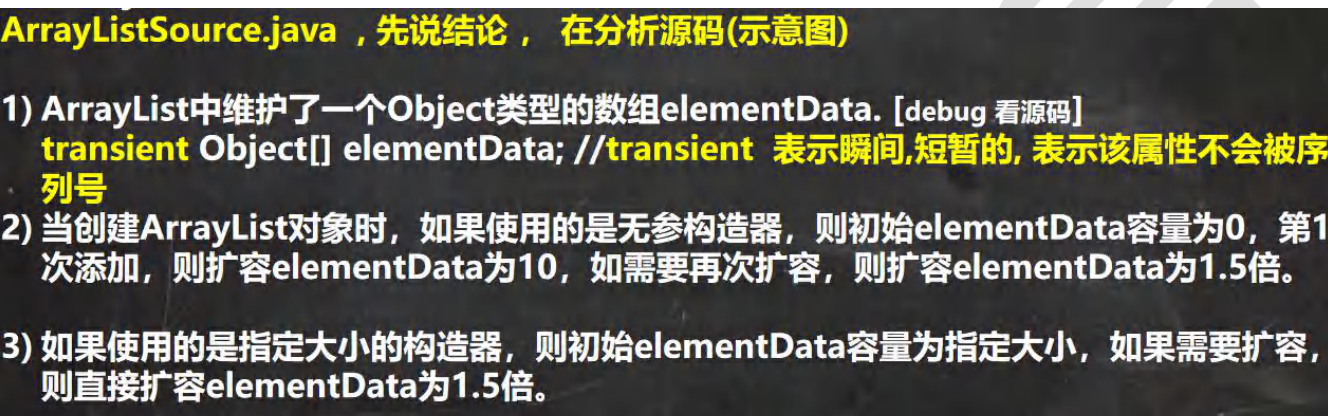 ArrayListSource.java , 先说结论， 在分析源码(示意图)
1) ArrayList中维护了一个Object类型的数组elementData. [debug 看源码]
transient Object[] elementData; //transient 表示瞬间,短暂的, 表示该属性不会被序
列号
2) 当创建ArrayList对象时，如果使用的是无参构造器，则初始elementData容量为0，第1
次添加，则扩容elementData为10，如需要再次扩容，则扩容elementData为1.5倍。
3) 如果使用的是指定大小的构造器，则初始elementData容量为指定大小，如果需要扩容，
则直接扩容elementData为1.5倍。